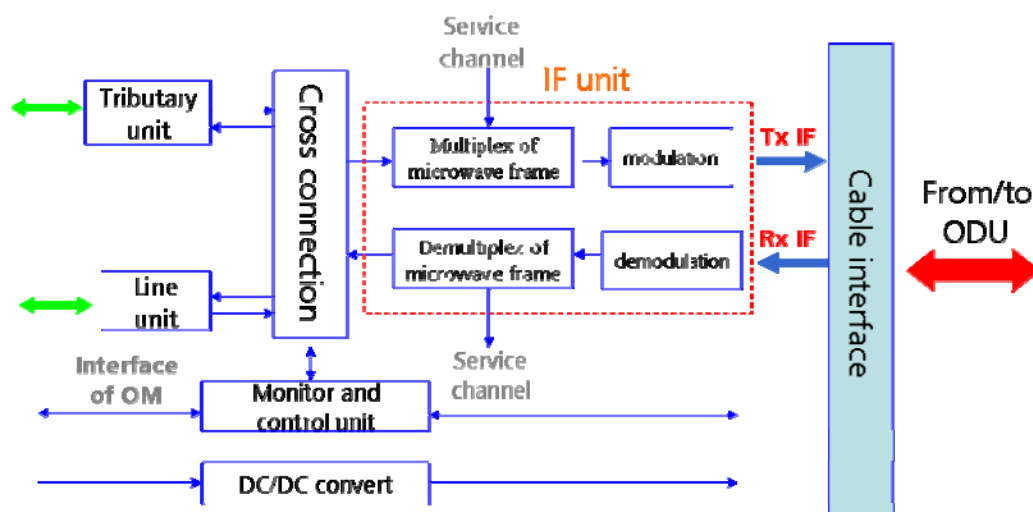 Service
channel
IF unit
Tributary
unit
Cross connection
Multiplex of
microwave frame
modulation
Tx IF
Cable interface
From/to
ODU
Demultiplex of
microwave frame
demodulation
Rx IF
Line
unit
Service
channel
Interface
of OM
Monitor and
control unit
DC/DC convert